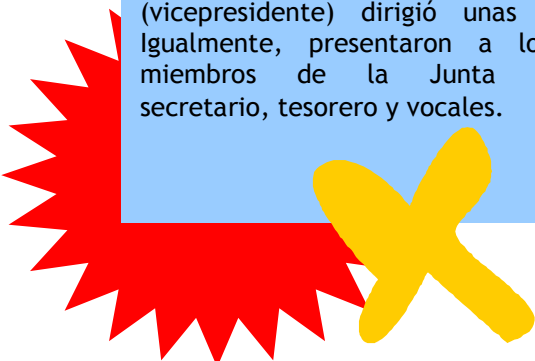 (vicepresidente) dirigió unas
Igualmente, presentaron a lo
miembros de la Junta
secretario, tesorero y vocales.